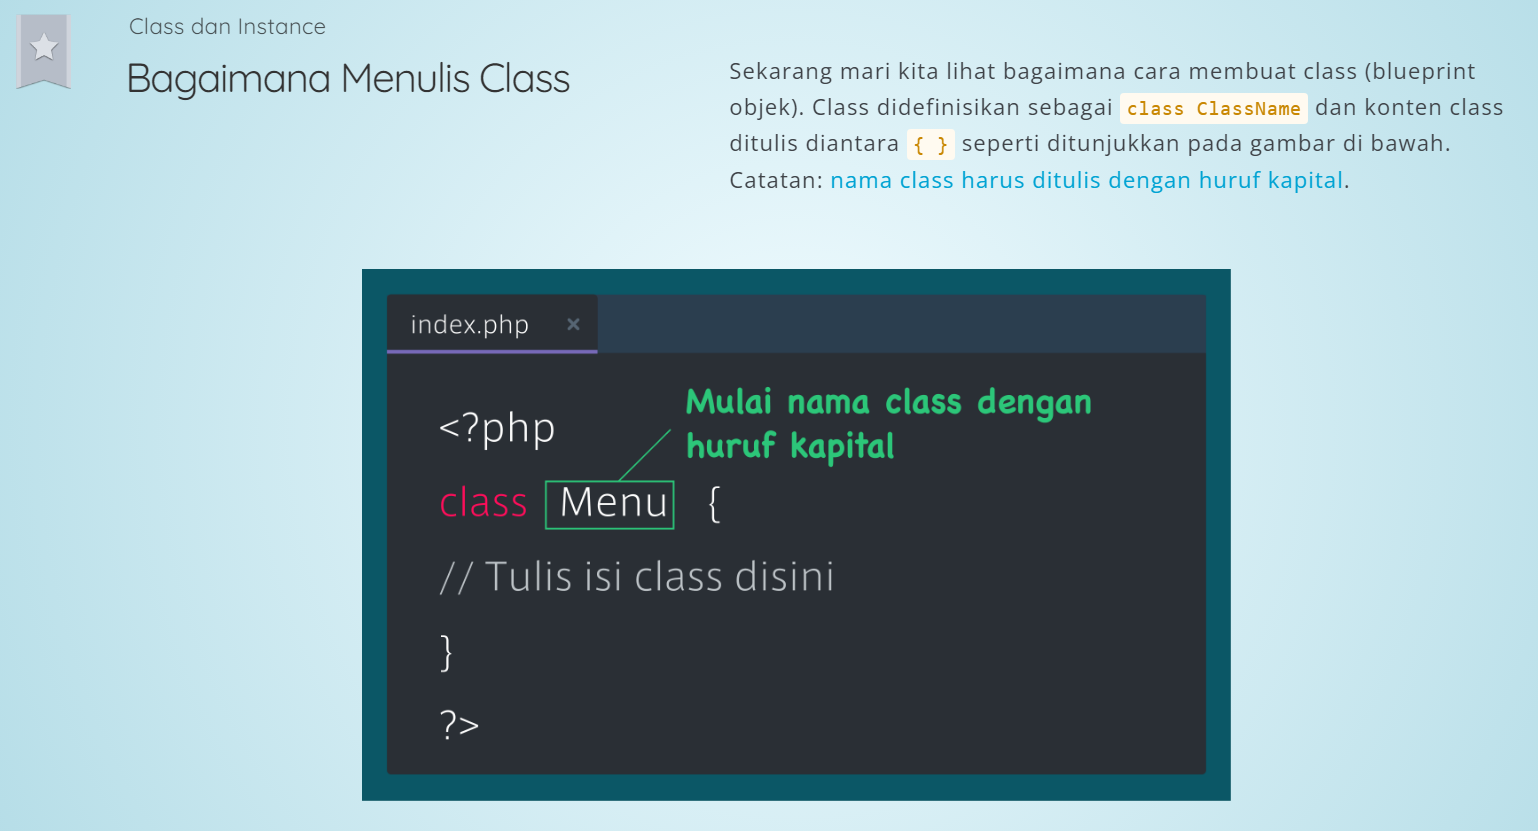 Class dan Instance
Bagaimana Menulis Class
Sekarang mari kita lihat bagaimana cara membuat class (blueprint
objek). Class didefinisikan sebagai class ClassName dan konten class
ditulis diantara { } seperti ditunjukkan pada gambar di bawah.
Catatan: nama class harus ditulis dengan huruf kapital.
index.php ×
Mulai nama class dengan
huruf kapital
<?php
class Menu {
// Tulis isi class disini
}
?>